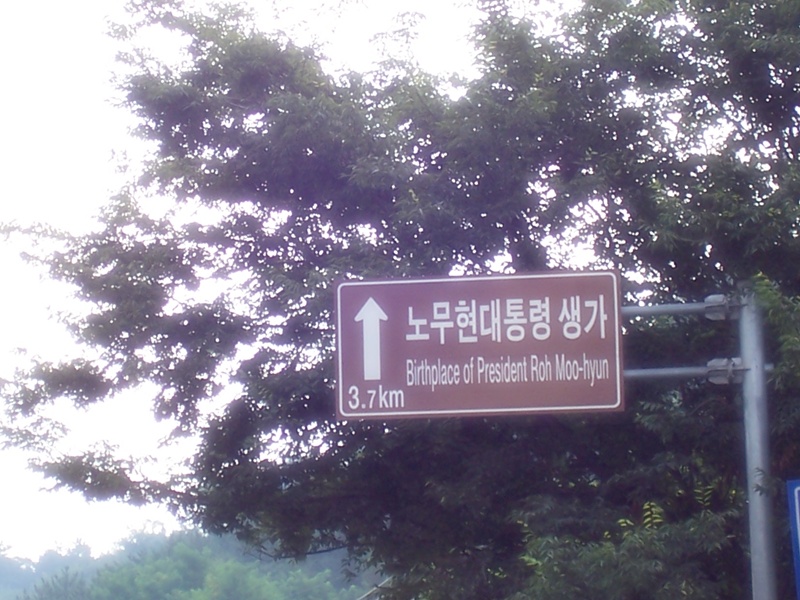 노무현대통령 생가
Birthplace of President Roh Moo-hyun
3.7km